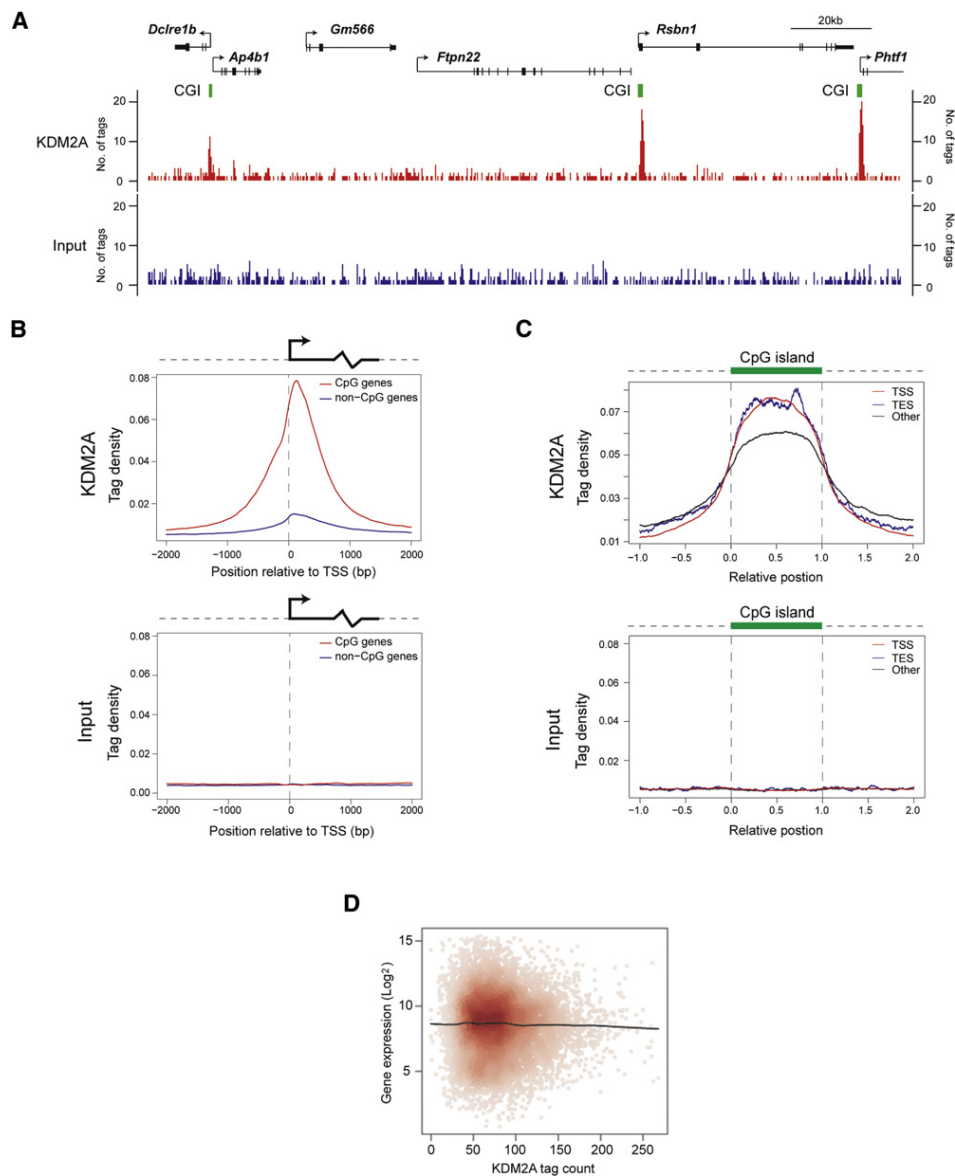 A
Dclre1b
Gm566
Rsbn1
20kb
Ap4b1
Ftpn22
Phtf1
CGI
CGI
CGI
KDM2A
No. of tags
20
10
0
20
10
0
No. of tags
Input
No. of tags
20
10
0
20
10
0
No. of tags
B
KDM2A
Tag density
0.08
0.06
0.04
0.02
0.00
CpG genes
non−CpG genes
−2000
−1000
0
1000
2000
Position relative to TSS (bp)
Input
Tag density
0.08
0.06
0.04
0.02
0.00
CpG genes
non−CpG genes
−2000
−1000
0
1000
2000
Position relative to TSS (bp)
C
CpG island
KDM2A
Tag density
0.07
0.05
0.03
0.01
TSS
TES
Other
−1.0
−0.5
0.0
0.5
1.0
1.5
2.0
Relative postion
CpG island
Input
Tag density
0.08
0.06
0.04
0.02
TSS
TES
Other
−1.0
−0.5
0.0
0.5
1.0
1.5
2.0
Relative postion
D
Gene expression (Log²)
15
10
5
0
50
100
150
200
250
KDM2A tag count